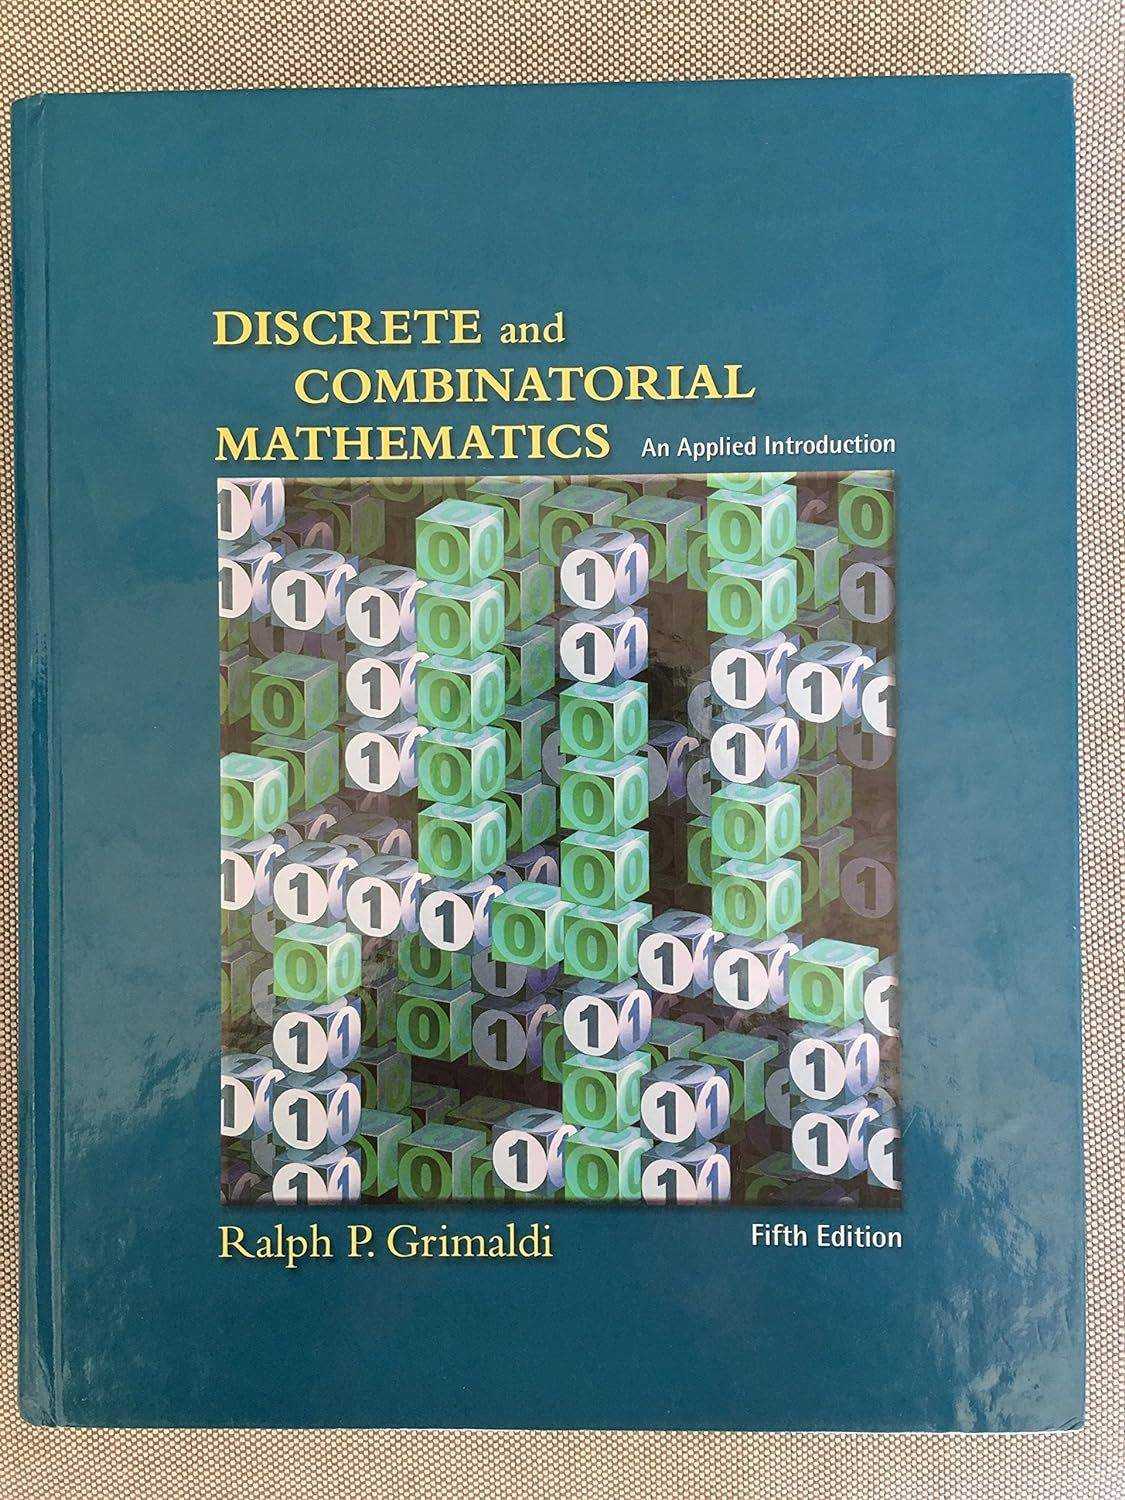 DISCRETE and
COMBINATORIAL
MATHEMATICS An Applied Introduction
Ralph P. Grimaldi
Fifth Edition